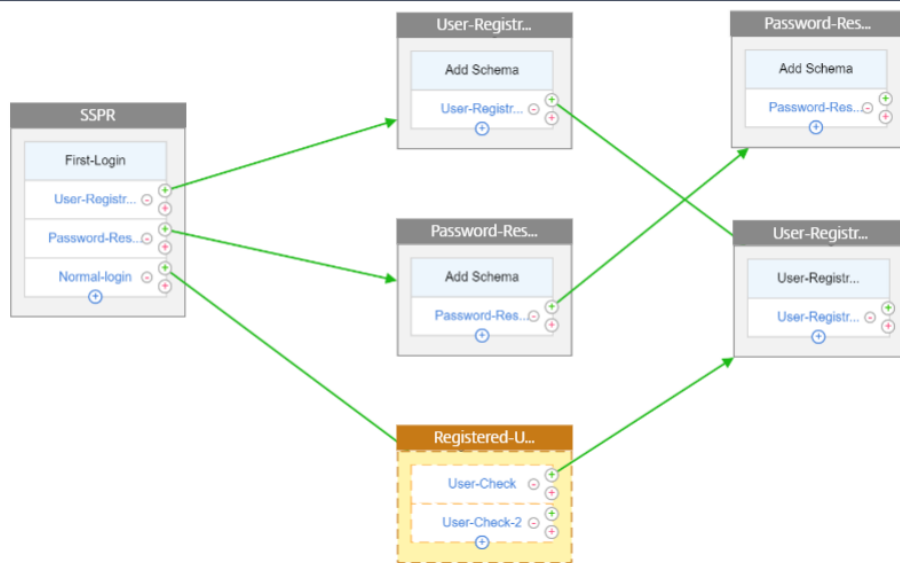 SSPR
First-Login
User-Registr...
Password-Res...
Normal-login
User-Registr...
Add Schema
User-Registr...
Password-Res...
Add Schema
Password-Res...
Registered-U...
User-Check
User-Check-2
Password-Res...
Add Schema
Password-Res...
User-Registr...
User-Registr...
User-Registr...